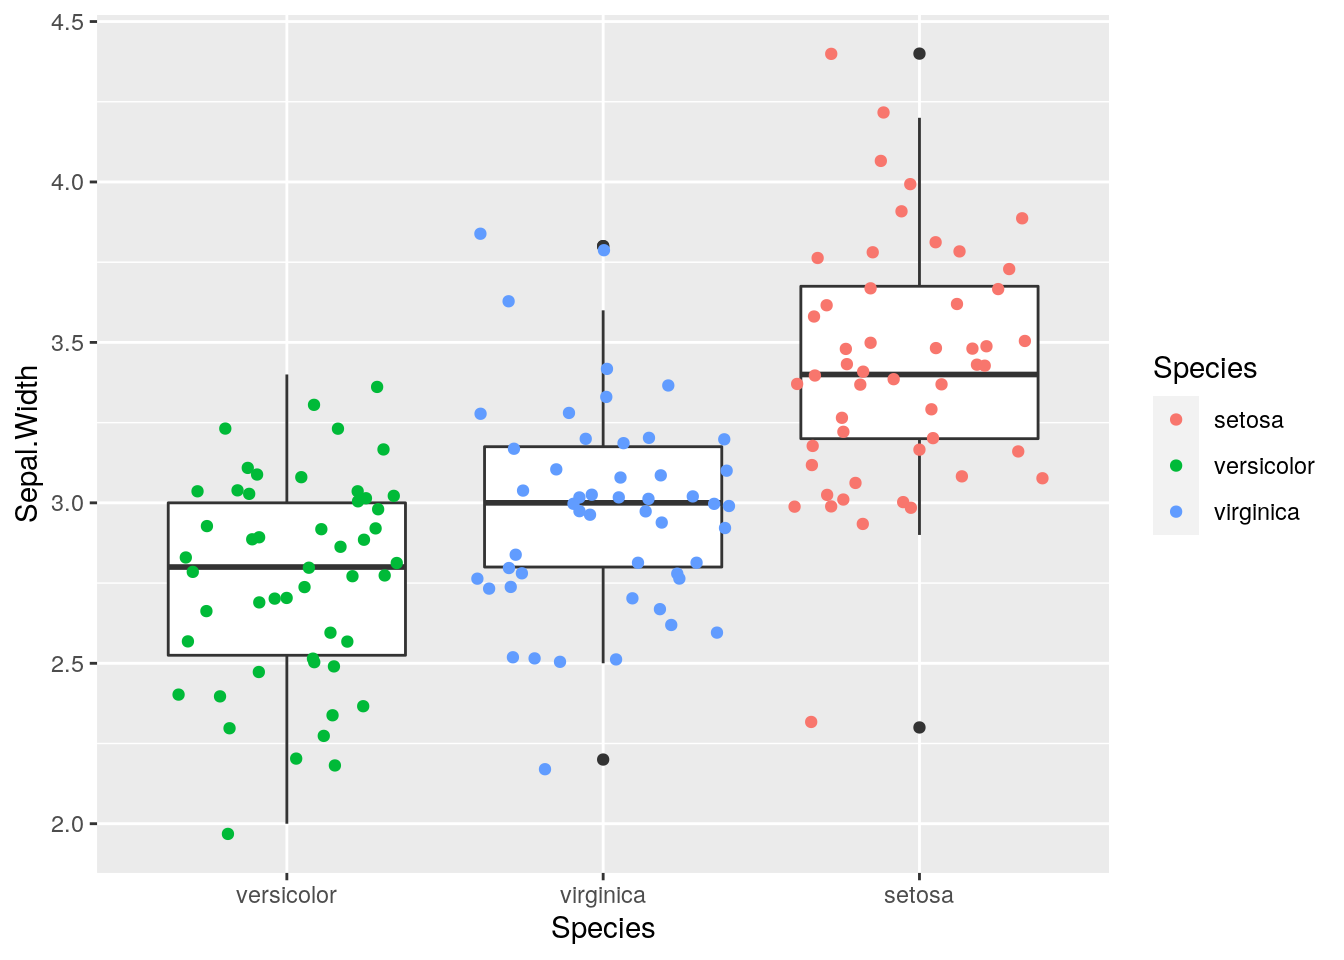 4.5
4.0
3.5
3.0
2.5
2.0
Sepal.Width
versicolor
virginica
setosa
Species
Species
setosa
versicolor
virginica